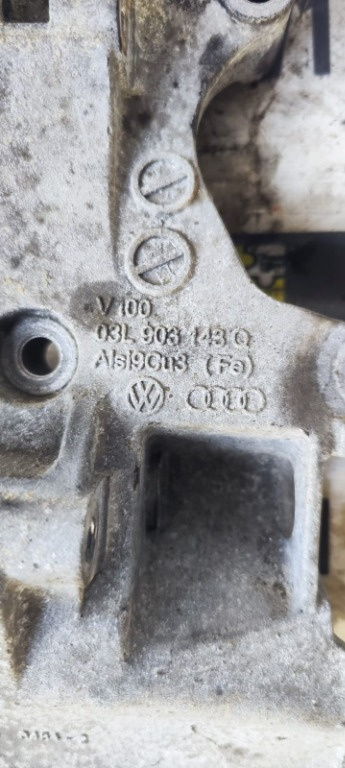 V100
03L 903 143 Q
AlSi9Cu3 (Fe)
VW